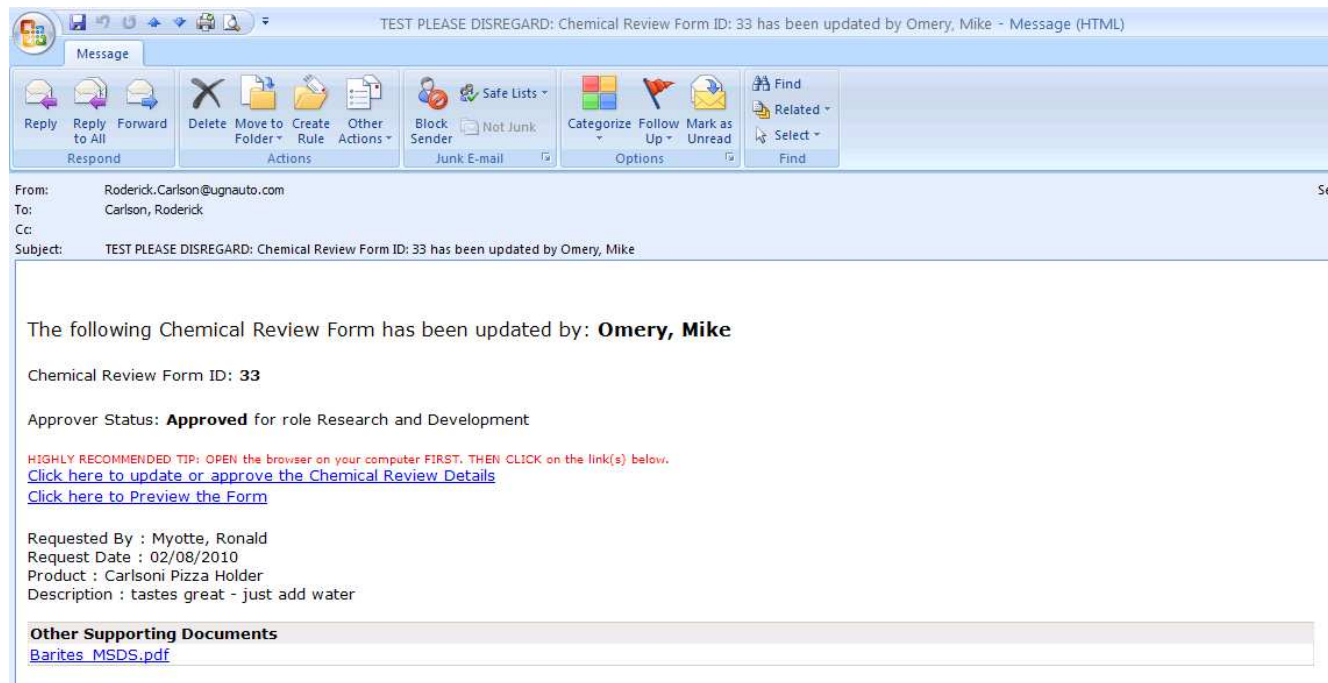 TEST PLEASE DISREGARD: Chemical Review Form ID: 33 has been updated by Omery, Mike - Message (HTML)
Message
Reply Reply to All Forward Delete Move to Folder Create Rule Other Actions Block Sender Safe Lists Not Junk Categorize Follow Up Mark as Unread Find Related Select
Respond Actions Junk E-mail Options Find
From: Roderick.Carlson@ugnauto.com
To: Carlson, Roderick
Cc:
Subject: TEST PLEASE DISREGARD: Chemical Review Form ID: 33 has been updated by Omery, Mike
The following Chemical Review Form has been updated by: Omery, Mike
Chemical Review Form ID: 33
Approver Status: Approved for role Research and Development
HIGHLY RECOMMENDED TIP: OPEN the browser on your computer FIRST. THEN CLICK on the link(s) below.
Click here to update or approve the Chemical Review Details
Click here to Preview the Form
Requested By : Myotte, Ronald
Request Date : 02/08/2010
Product : Carlsoni Pizza Holder
Description : tastes great - just add water
Other Supporting Documents
Barites_MSDS.pdf